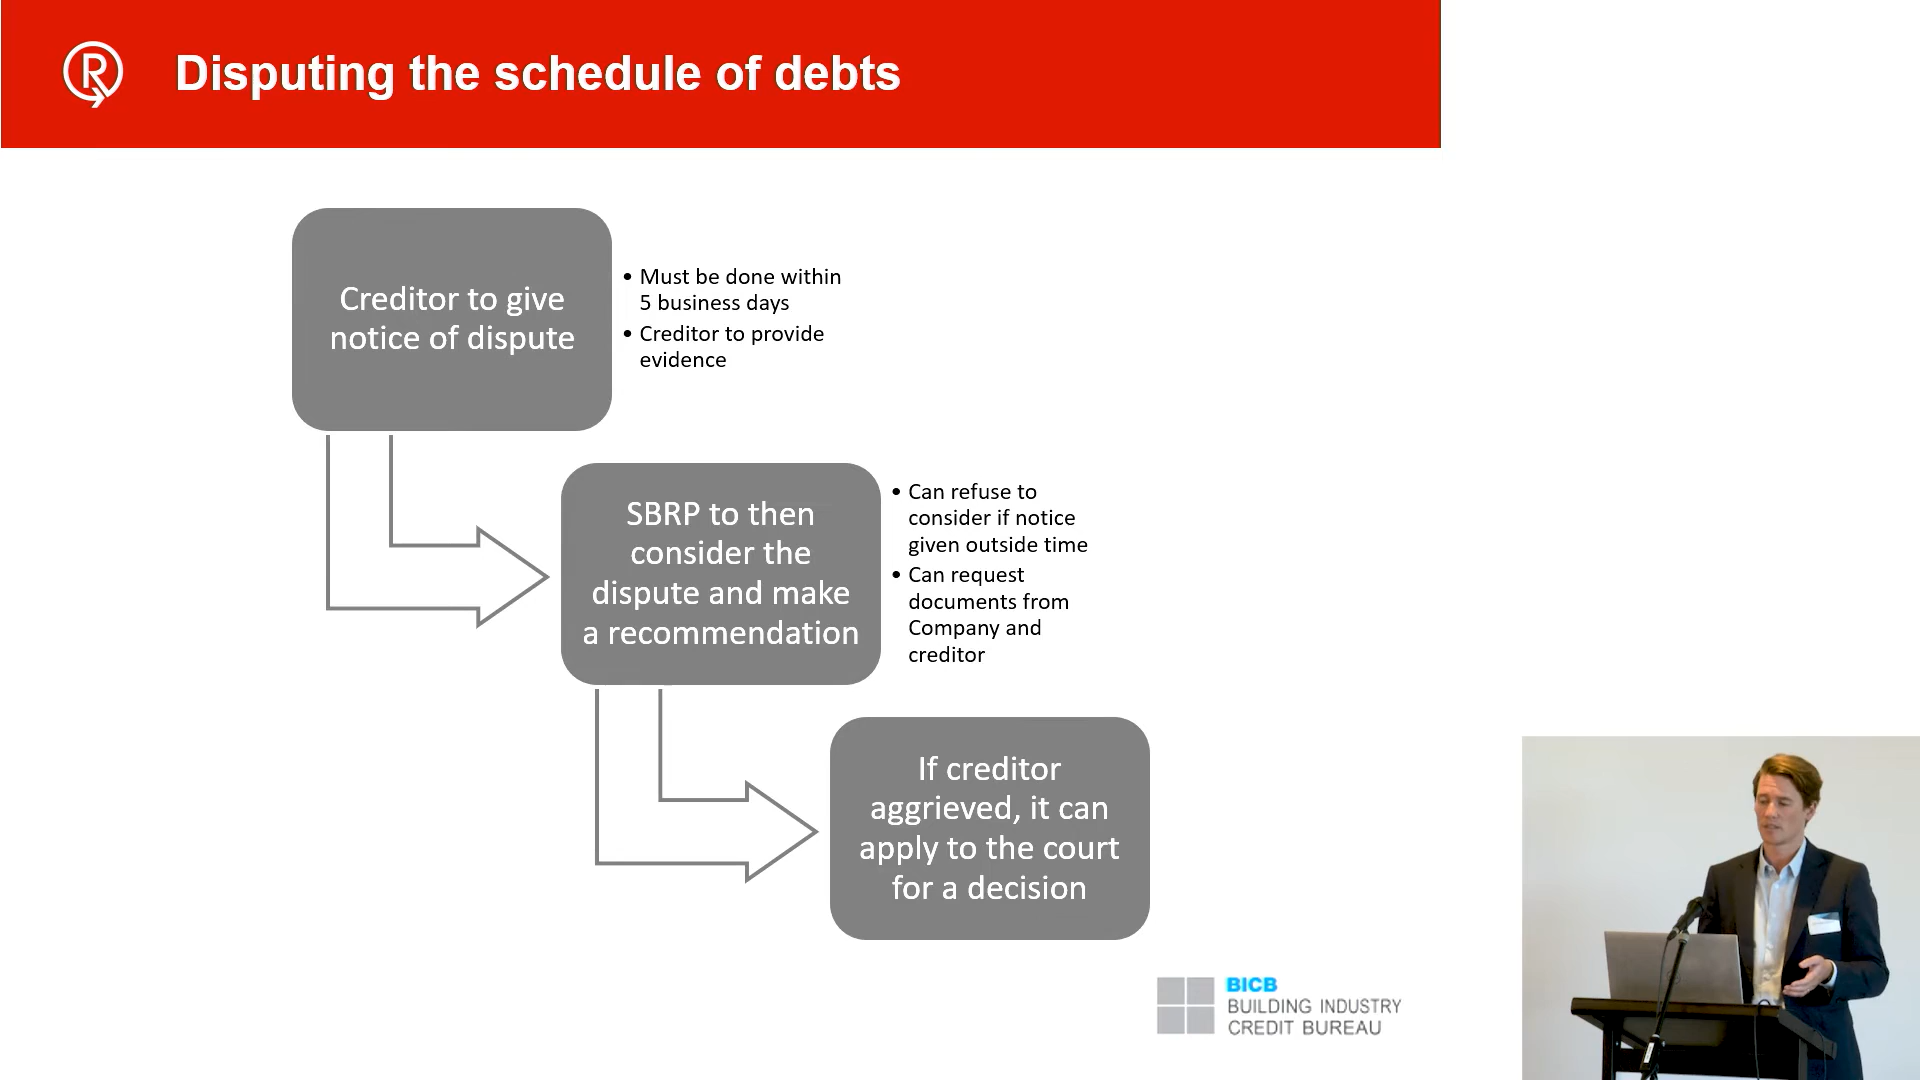 Disputing the schedule of debts
Creditor to give
notice of dispute
• Must be done within
5 business days
• Creditor to provide
evidence
SBRP to then
consider the
dispute and make
a recommendation
• Can refuse to
consider if notice
given outside time
• Can request
documents from
Company and
creditor
If creditor
aggrieved, it can
apply to the court
for a decision
BICB
BUILDING INDUSTRY
CREDIT BUREAU